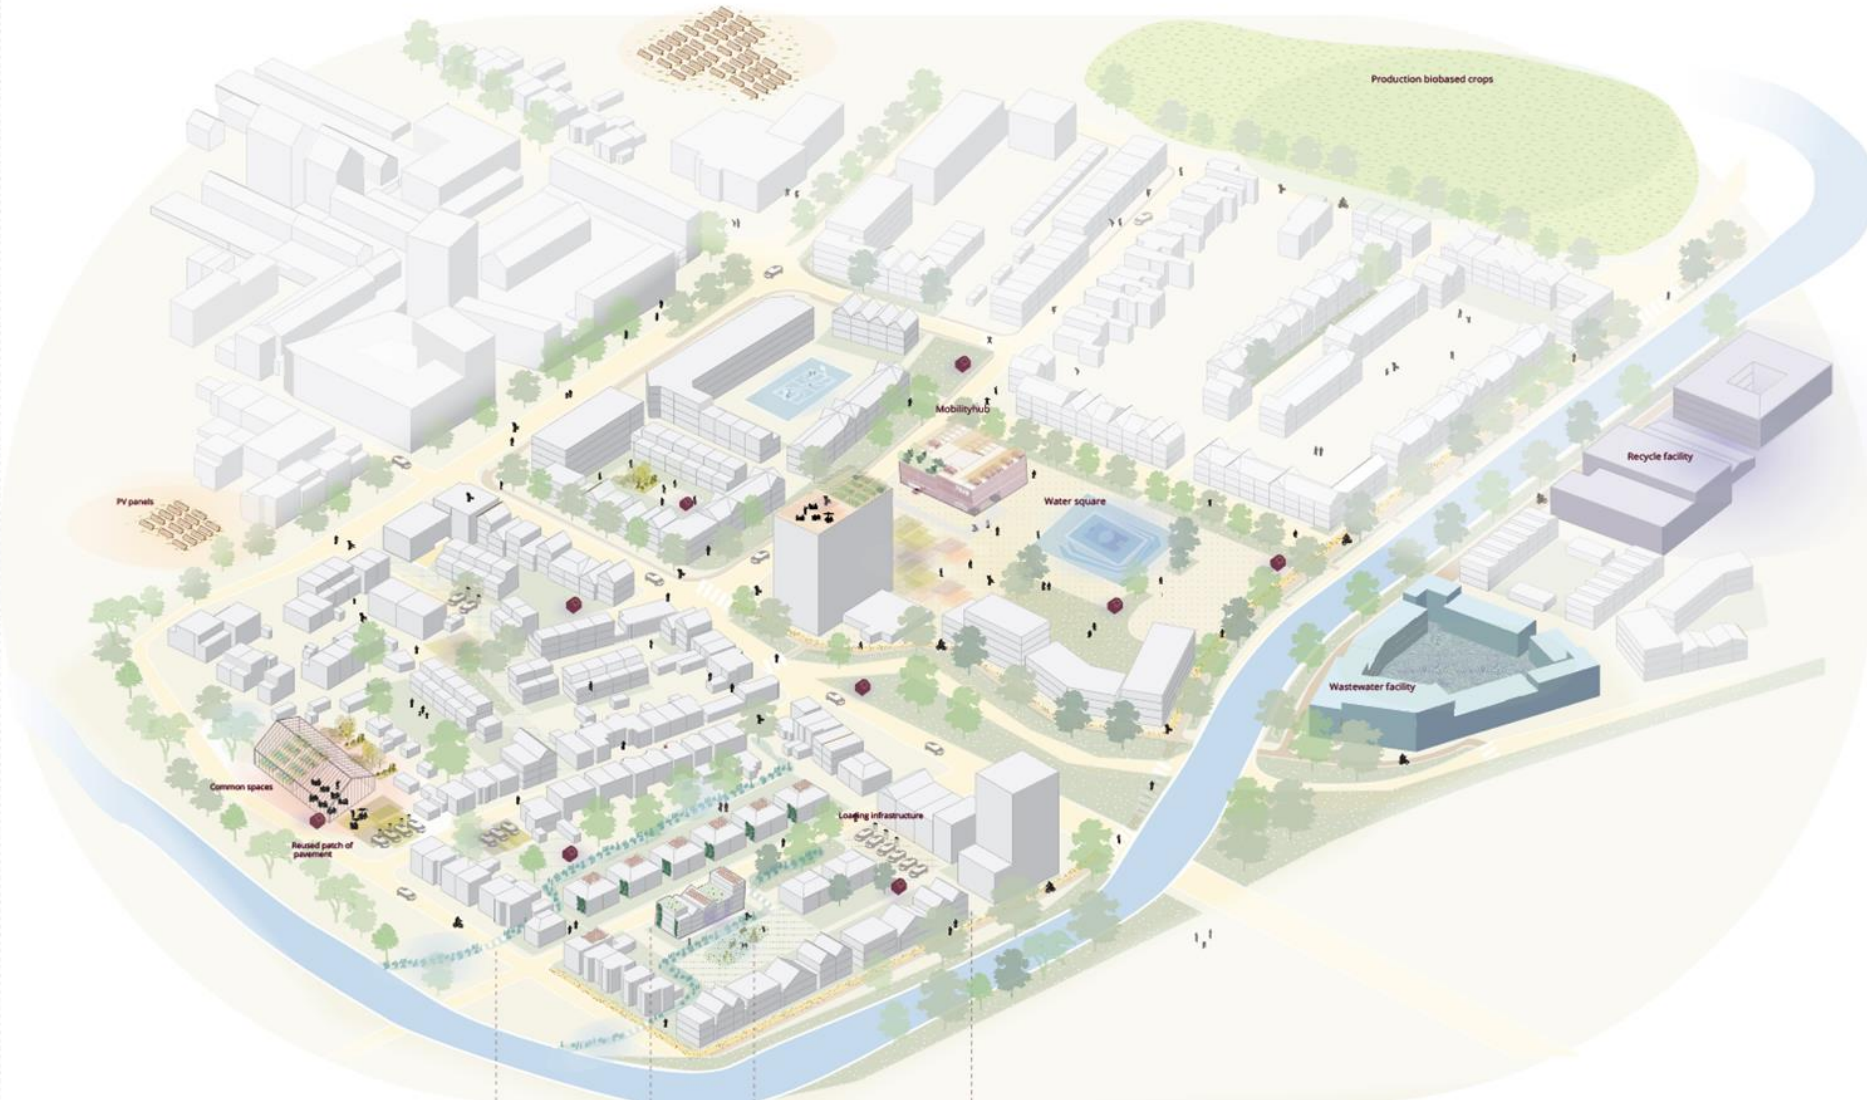 Production biobased crops
Mobilityhub
Recycle facility
PV panels
Water square
Wastewater facility
Common spaces
Loading infrastructure
Reused patch of
pavement